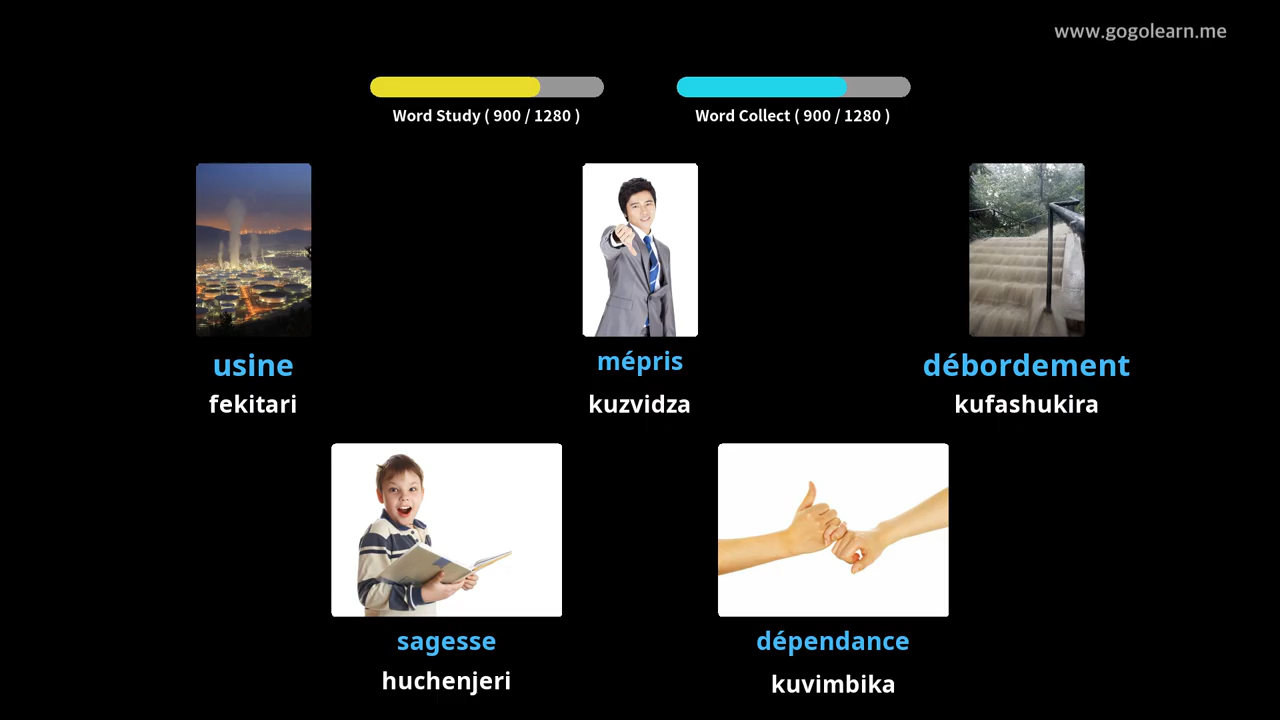 www.gogolearn.me
Word Study ( 900 / 1280 )
Word Collect ( 900 / 1280 )
usine
fekitari
mépris
kuzvidza
débordement
kufashukira
sagesse
huchenjeri
dépendance
kuvimbika